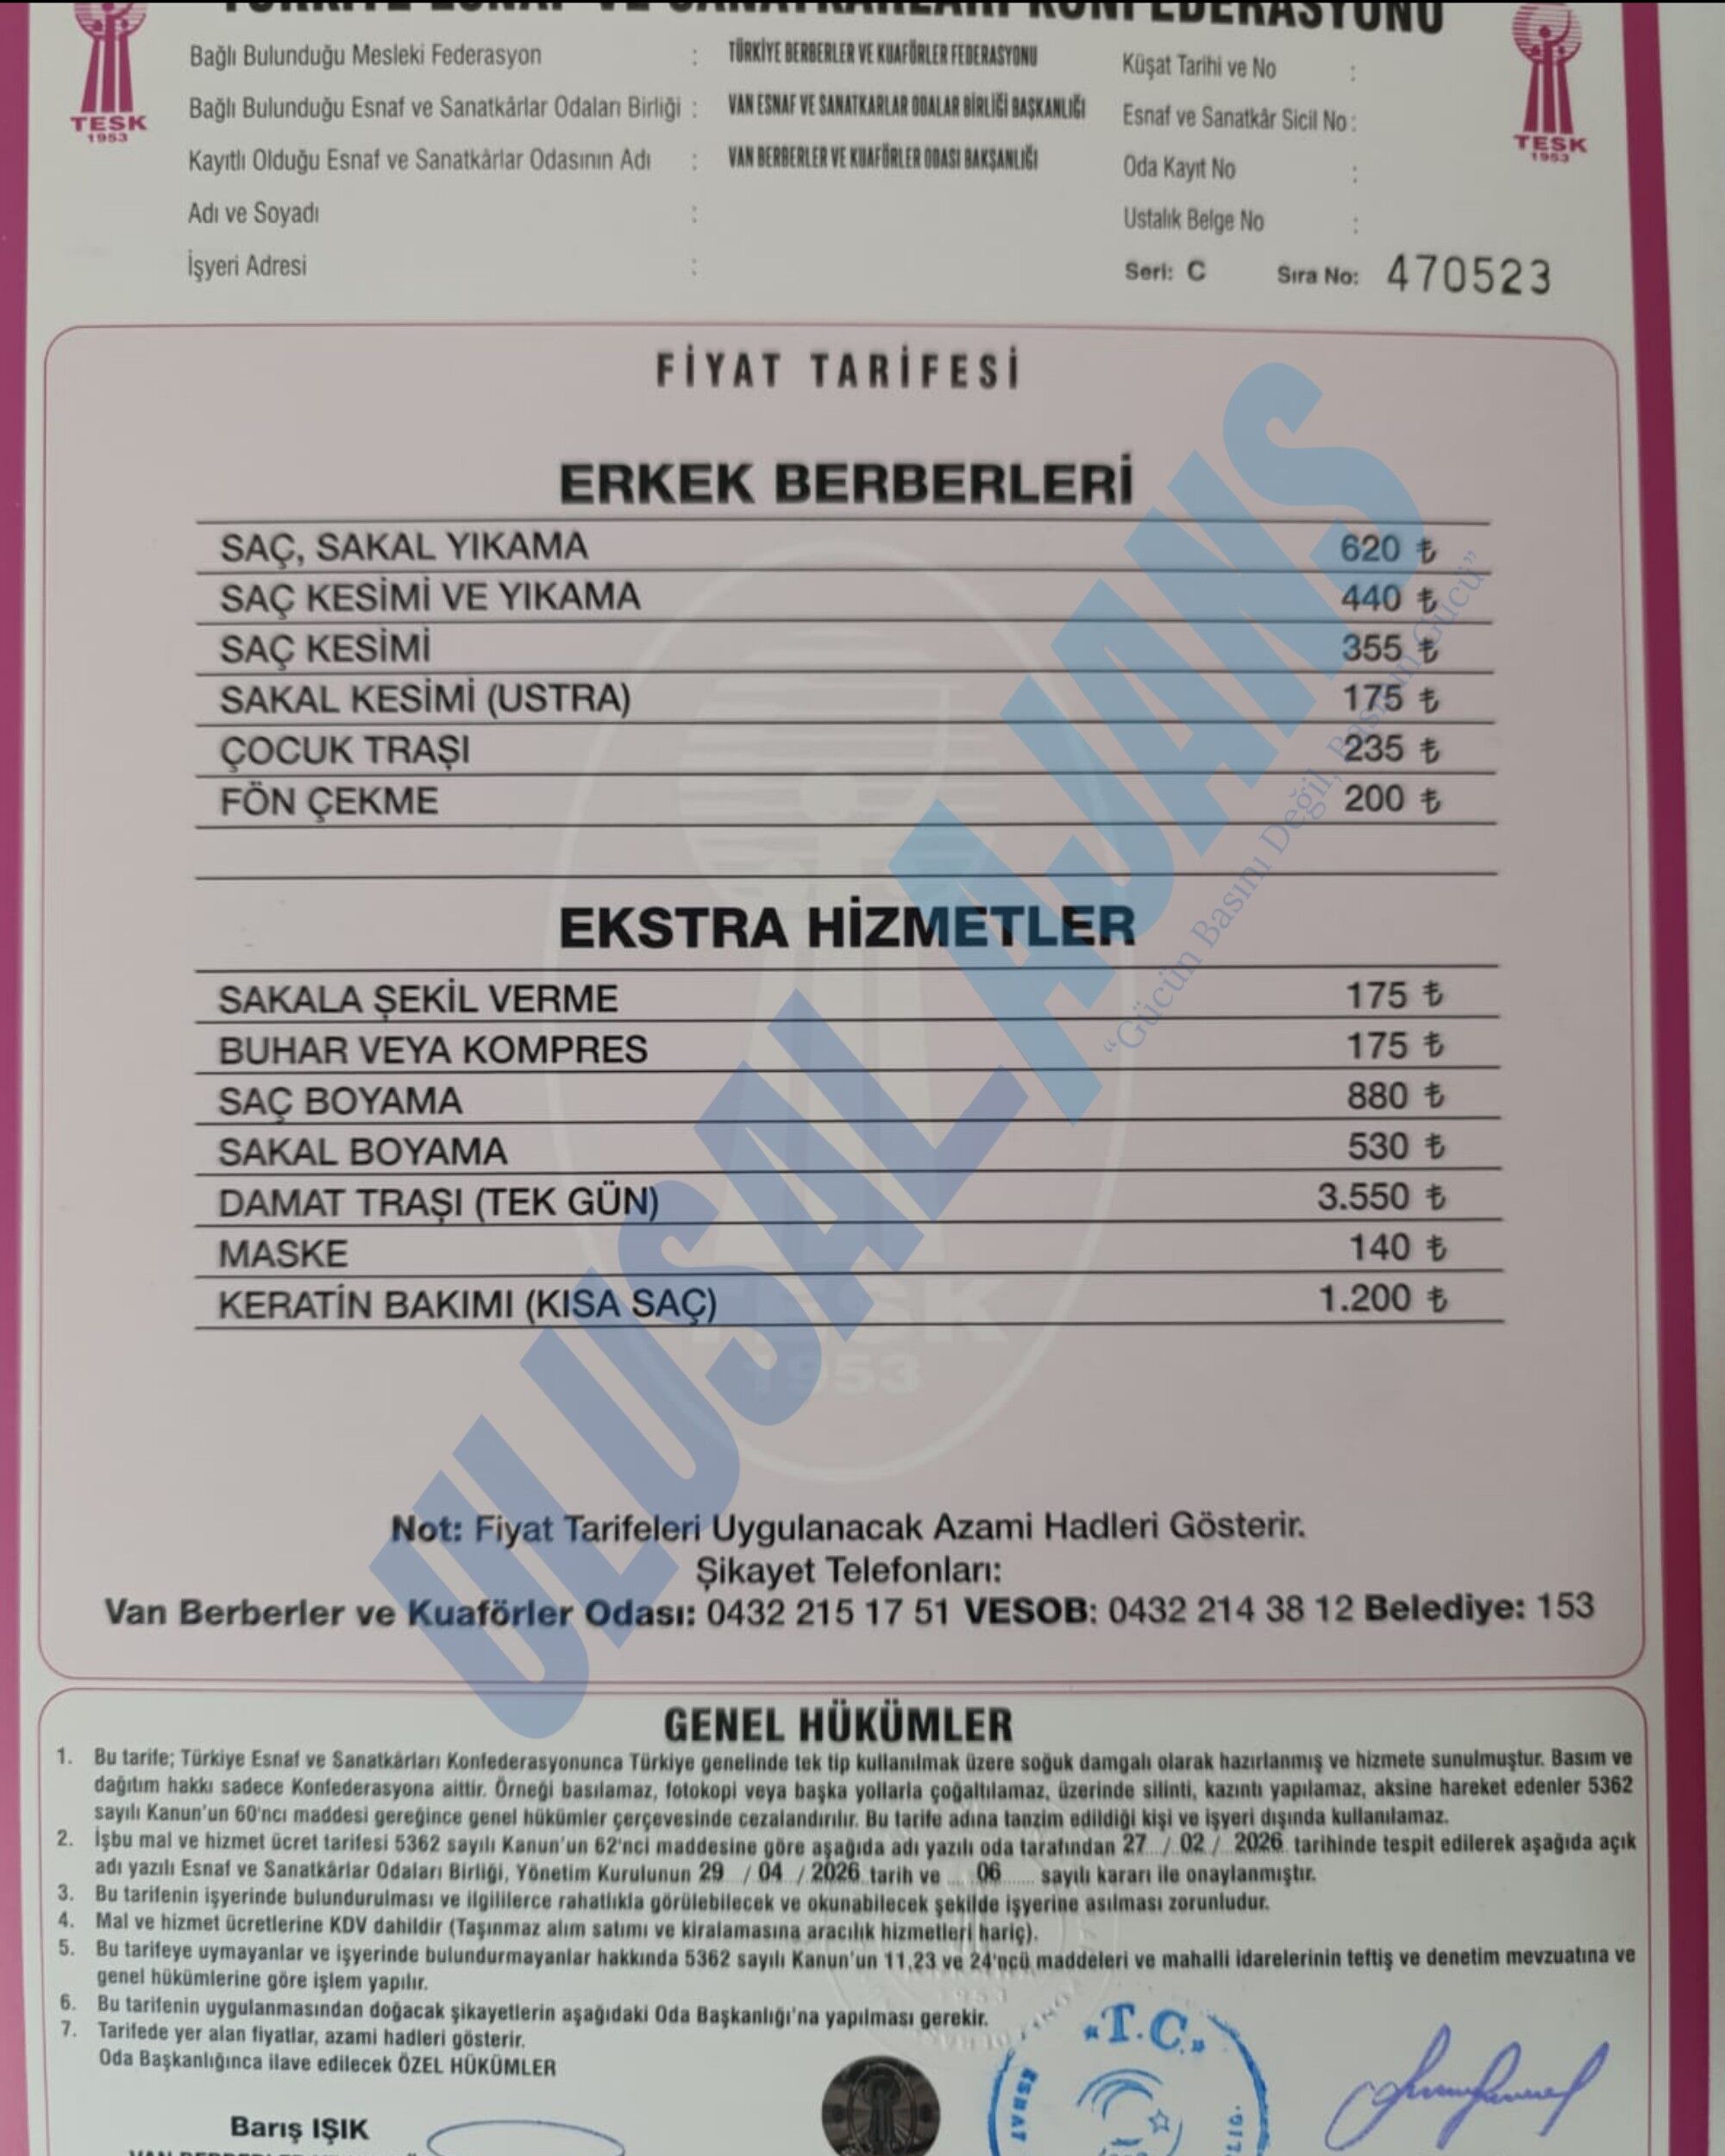 TÜRKİYE ESNAF VE SANATKARLARI KONFEDERASYONU
TESK
1953
Bağlı Bulunduğu Mesleki Federasyon : TÜRKİYE BERBERLER VE KUAFÖRLER FEDERASYONU
Bağlı Bulunduğu Esnaf ve Sanatkârlar Odaları Birliği : VAN ESNAF VE SANATKARLAR ODALAR BİRLİĞİ BAŞKANLIĞI
Kayıtlı Olduğu Esnaf ve Sanatkârlar Odasının Adı : VAN BERBERLER VE KUAFÖRLER ODASI BAKŞANLIĞI
Adı ve Soyadı :
İşyeri Adresi :
Küşat Tarihi ve No :
Esnaf ve Sanatkâr Sicil No :
Oda Kayıt No :
Ustalık Belge No :
Seri: C Sıra No: 470523
TESK
1953
FİYAT TARİFESİ
ERKEK BERBERLERİ
SAÇ, SAKAL YIKAMA 620 ₺
SAÇ KESİMİ VE YIKAMA 440 ₺
SAÇ KESİMİ 355 ₺
SAKAL KESİMİ (USTRA) 175 ₺
ÇOCUK TRAŞI 235 ₺
FÖN ÇEKME 200 ₺
EKSTRA HİZMETLER
SAKALA ŞEKİL VERME 175 ₺
BUHAR VEYA KOMPRES 175 ₺
SAÇ BOYAMA 880 ₺
SAKAL BOYAMA 530 ₺
DAMAT TRAŞI (TEK GÜN) 3.550 ₺
MASKE 140 ₺
KERATİN BAKIMI (KISA SAÇ) 1.200 ₺
TESK
1953
ULUSAL AJANS
"Gücün Basını Değil, Basının Gücü"
Not: Fiyat Tarifeleri Uygulanacak Azami Hadleri Gösterir.
Şikayet Telefonları:
Van Berberler ve Kuaförler Odası: 0432 215 17 51 VESOB: 0432 214 38 12 Belediye: 153
GENEL HÜKÜMLER
1. Bu tarife; Türkiye Esnaf ve Sanatkârları Konfederasyonunca Türkiye genelinde tek tip kullanılmak üzere soğuk damgalı olarak hazırlanmış ve hizmete sunulmuştur. Basım ve
dağıtım hakkı sadece Konfederasyona aittir. Örneği basılamaz, fotokopi veya başka yollarla çoğaltılamaz, üzerinde silinti, kazıntı yapılamaz, aksine hareket edenler 5362
sayılı Kanun'un 60'ncı maddesi gereğince genel hükümler çerçevesinde cezalandırılır. Bu tarife adına tanzim edildiği kişi ve işyeri dışında kullanılamaz.
2. İşbu mal ve hizmet ücret tarifesi 5362 sayılı Kanun'un 62'nci maddesine göre aşağıda adı yazılı oda tarafından 27 / 02 / 2026 tarihinde tespit edilerek aşağıda açık
adı yazılı Esnaf ve Sanatkârlar Odaları Birliği, Yönetim Kurulunun 29 / 04 / 2026 tarih ve 06 sayılı kararı ile onaylanmıştır.
3. Bu tarifenin işyerinde bulundurulması ve ilgililerce rahatlıkla görülebilecek ve okunabilecek şekilde işyerine asılması zorunludur.
4. Mal ve hizmet ücretlerine KDV dahildir (Taşınmaz alım satımı ve kiralamasına aracılık hizmetleri hariç).
5. Bu tarifeye uymayanlar ve işyerinde bulundurmayanlar hakkında 5362 sayılı Kanun'un 11,23 ve 24'ncü maddeleri ve mahalli idarelerinin teftiş ve denetim mevzuatına ve
genel hükümlerine göre işlem yapılır.
6. Bu tarifenin uygulanmasından doğacak şikayetlerin aşağıdaki Oda Başkanlığı'na yapılması gerekir.
7. Tarifede yer alan fiyatlar, azami hadleri gösterir.
Oda Başkanlığınca ilave edilecek ÖZEL HÜKÜMLER
Barış IŞIK
"T.C."